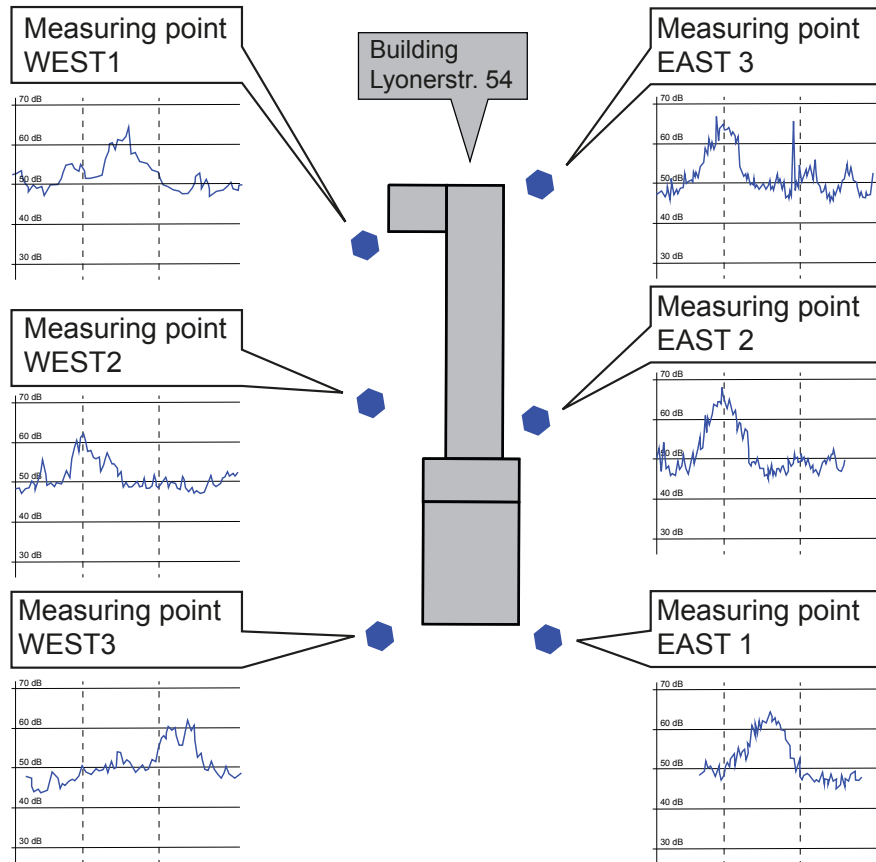 Measuring point
WEST1
70 dB
60 dB
50 dB
40 dB
30 dB
Building
Lyonerstr. 54
Measuring point
EAST 3
70 dB
60 dB
50 dB
40 dB
30 dB
Measuring point
WEST2
70 dB
60 dB
50 dB
40 dB
30 dB
Measuring point
EAST 2
70 dB
60 dB
50 dB
40 dB
30 dB
Measuring point
WEST3
70 dB
60 dB
50 dB
40 dB
30 dB
Measuring point
EAST 1
70 dB
60 dB
50 dB
40 dB
30 dB